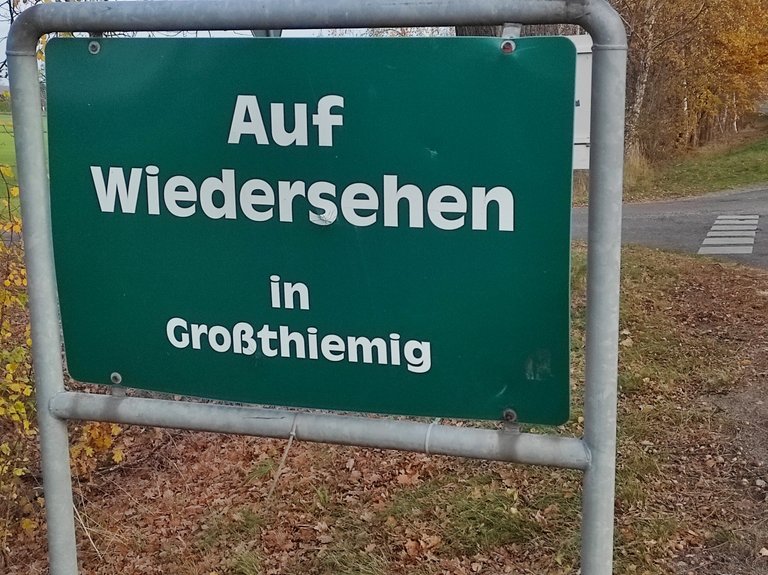 Auf
Wiedersehen
in
Großthiemig